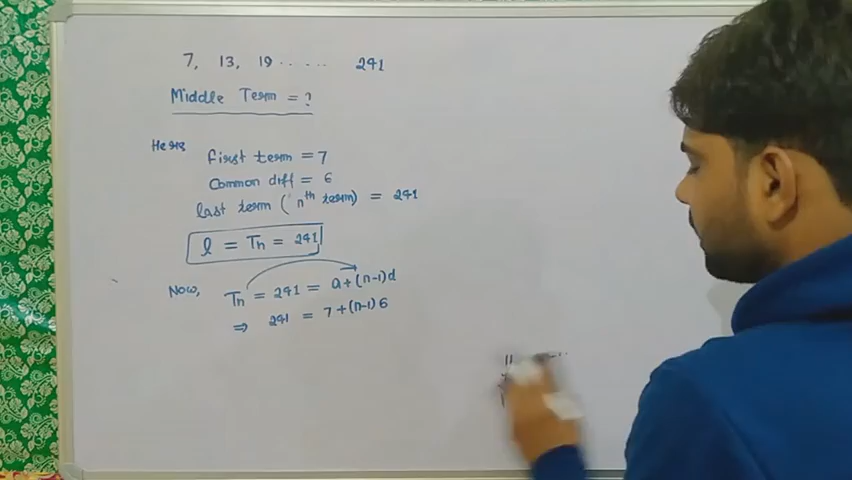 7, 13, 19 ...... 241
Middle Term = ?
Here
first term = 7
Common diff = 6
last term (nth term) = 241
l = Tn = 241
Now, Tn = 241 = a+(n-1)d
⇒ 241 = 7+(n-1)6